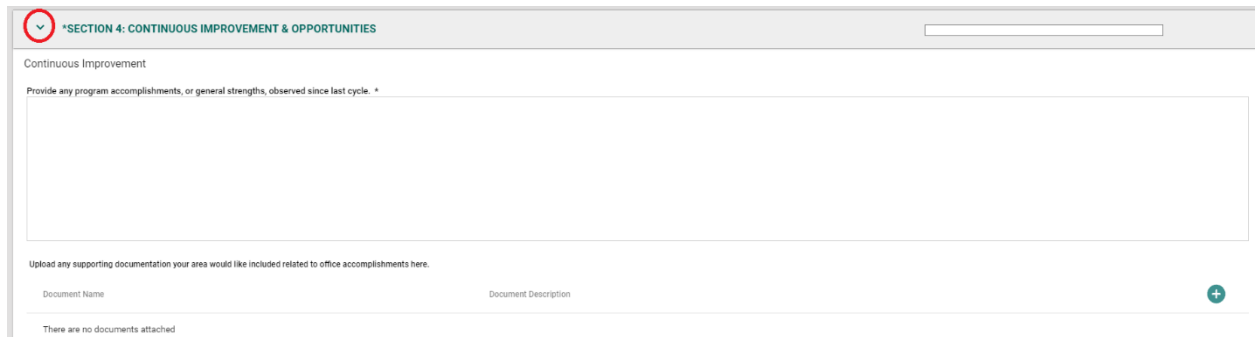 *SECTION 4: CONTINUOUS IMPROVEMENT & OPPORTUNITIES
Continuous Improvement
Provide any program accomplishments, or general strengths, observed since last cycle. *
Upload any supporting documentation your area would like included related to office accomplishments here.
Document Name Document Description
There are no documents attached